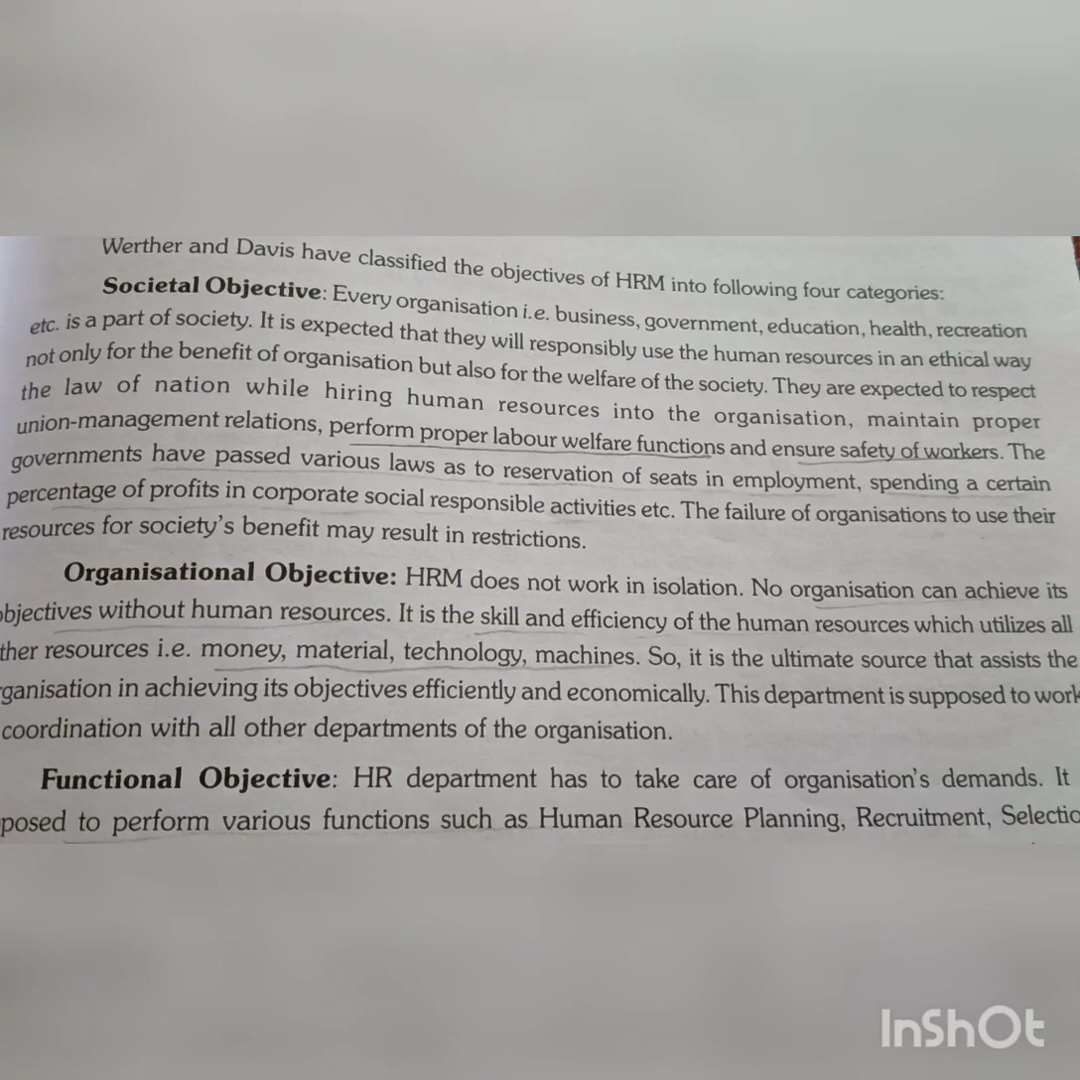 Werther and Davis have classified the objectives of HRM into following four categories:
Societal Objective: Every organisation i.e. business, government, education, health, recreation
etc. is a part of society. It is expected that they will responsibly use the human resources in an ethical way
not only for the benefit of organisation but also for the welfare of the society. They are expected to respect
the law of nation while hiring human resources into the organisation, maintain proper
union-management relations, perform proper labour welfare functions and ensure safety of workers. The
governments have passed various laws as to reservation of seats in employment, spending a certain
percentage of profits in corporate social responsible activities etc. The failure of organisations to use their
resources for society's benefit may result in restrictions.
Organisational Objective: HRM does not work in isolation. No organisation can achieve its
objectives without human resources. It is the skill and efficiency of the human resources which utilizes all
ther resources i.e. money, material, technology, machines. So, it is the ultimate source that assists the
ganisation in achieving its objectives efficiently and economically. This department is supposed to work
coordination with all other departments of the organisation.
Functional Objective: HR department has to take care of organisation's demands. It
posed to perform various functions such as Human Resource Planning, Recruitment, Selectio
InShOt